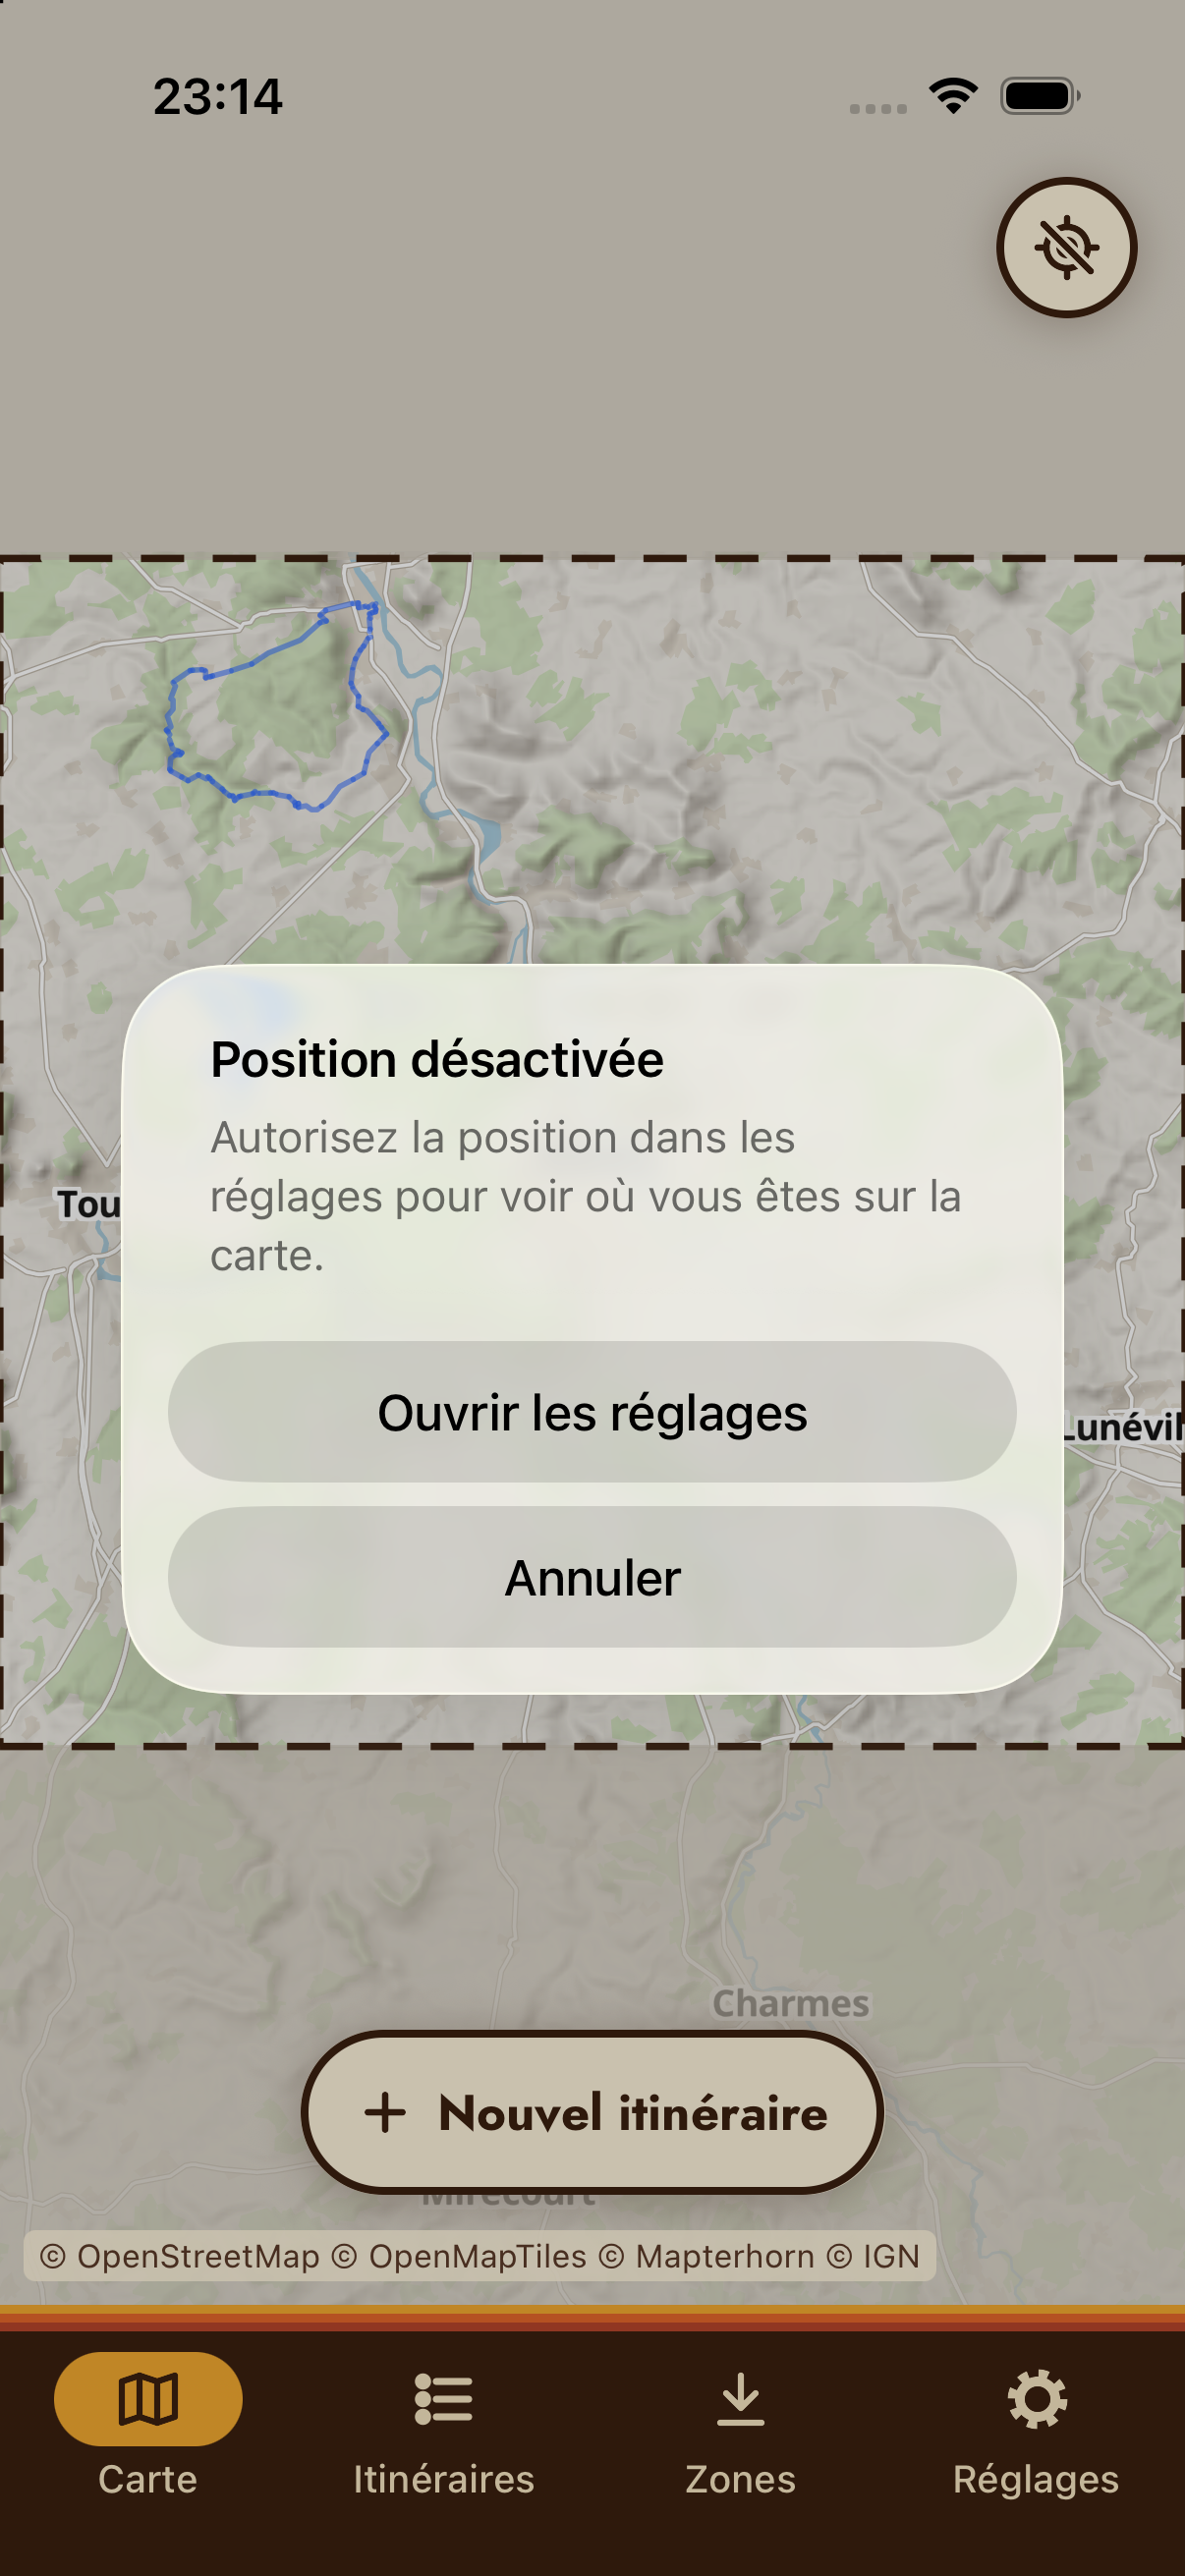 23:14
Position désactivée
Autorisez la position dans les
réglages pour voir où vous êtes sur la
carte.
Ouvrir les réglages
Annuler
Charmes
+ Nouvel itinéraire
© OpenStreetMap © OpenMapTiles © Mapterhorn © IGN
Carte
Itinéraires
Zones
Réglages